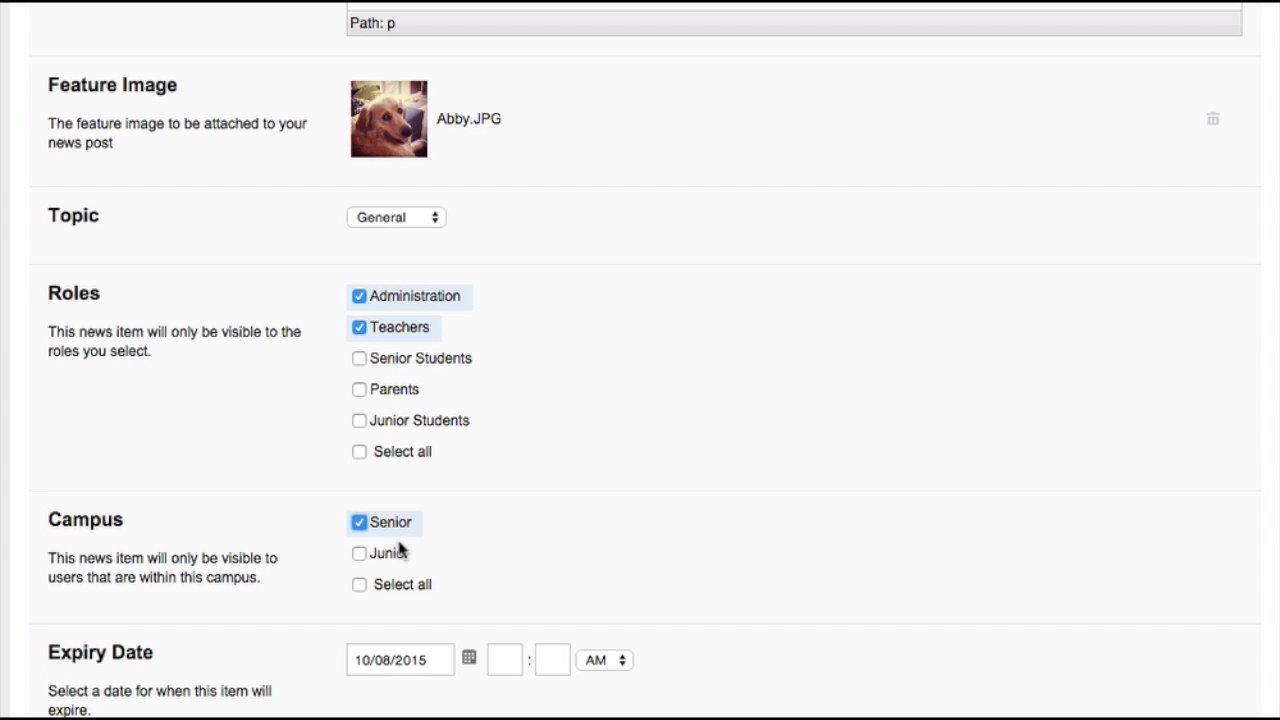 Path: p
Feature Image
The feature image to be attached to your
news post
Abby.JPG
Topic
General
Roles
This news item will only be visible to the
roles you select.
Administration
Teachers
Senior Students
Parents
Junior Students
Select all
Campus
This news item will only be visible to
users that are within this campus.
Senior
Junior
Select all
Expiry Date
Select a date for when this item will
expire.
10/08/2015
:
AM